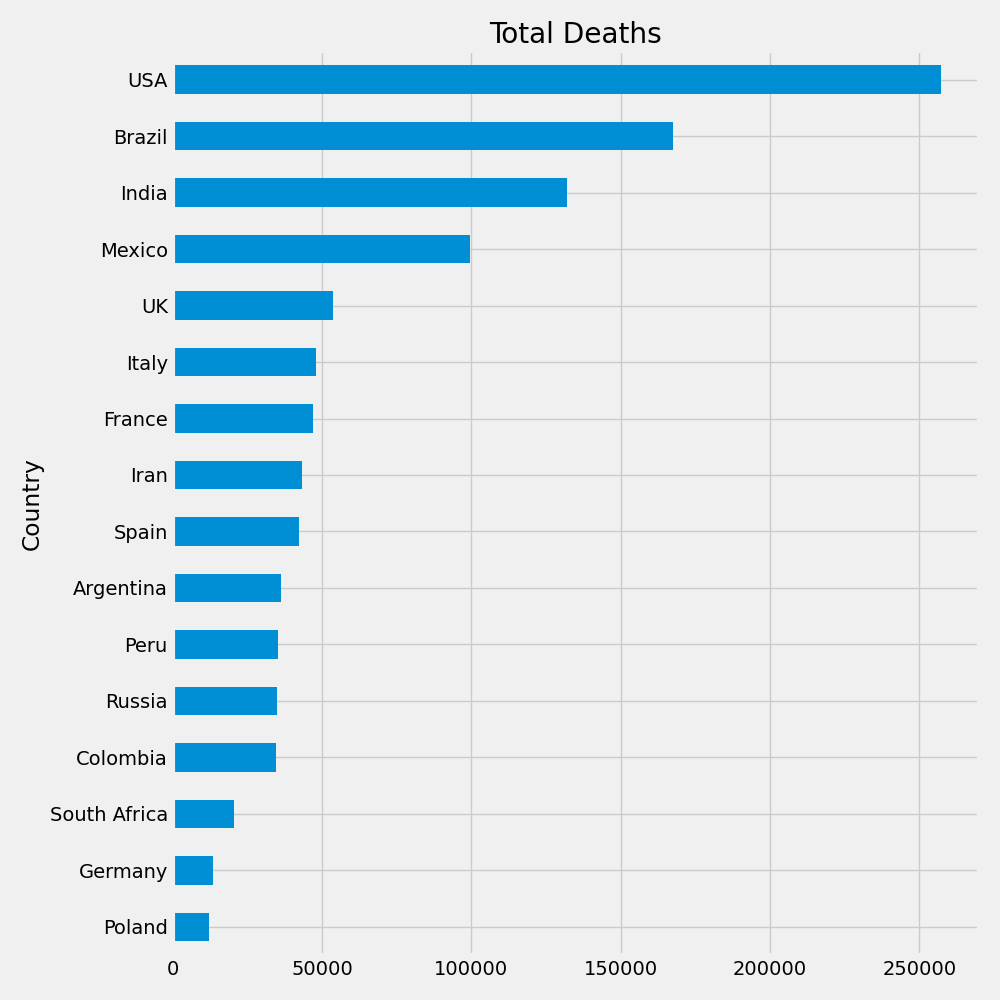 Total Deaths
Country
USA
Brazil
India
Mexico
UK
Italy
France
Iran
Spain
Argentina
Peru
Russia
Colombia
South Africa
Germany
Poland
0 50000 100000 150000 200000 250000